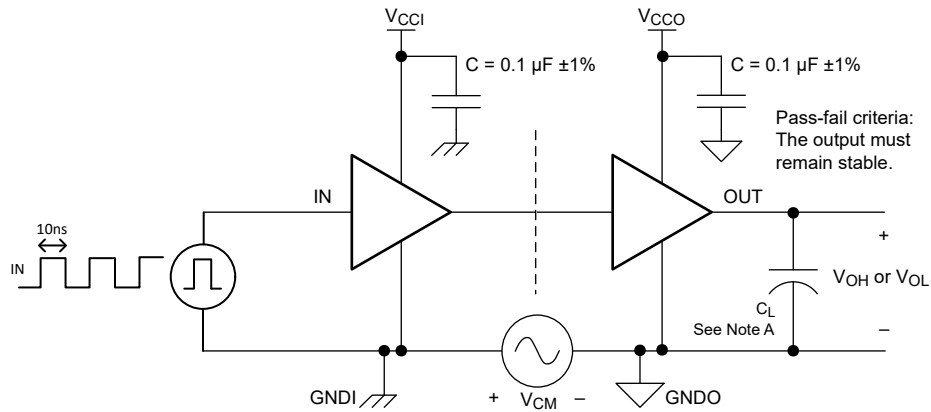 VCCI
VCCO
C = 0.1 µF ±1%
C = 0.1 µF ±1%
Pass-fail criteria:
The output must
remain stable.
IN
OUT
10ns
IN
+
VOH or VOL
CL
See Note A
–
GNDI
+ VCM –
GNDO